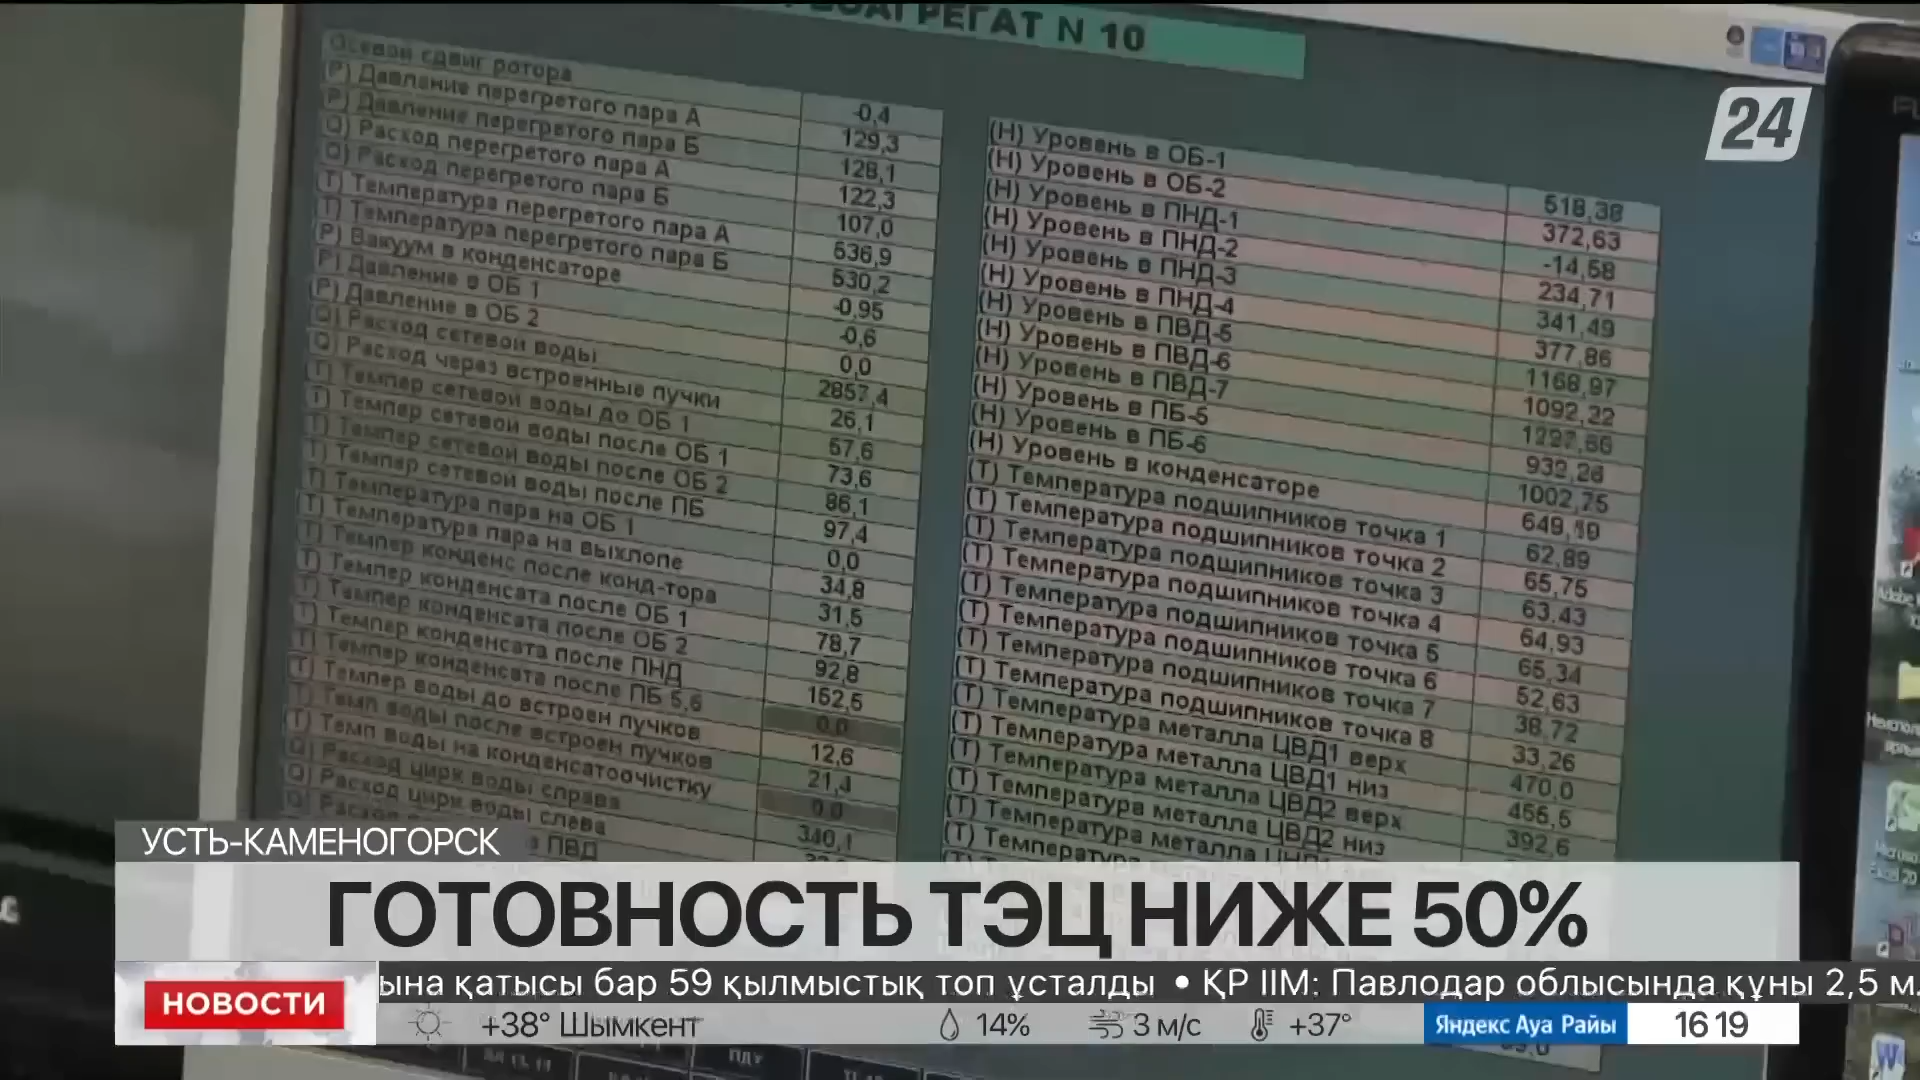 РЕГАТ N 10
24
Осевой сдвиг ротора -0,4
(P) Давление перегретого пара А 129,3
(P) Давление перегретого пара Б 128,1
(Q) Расход перегретого пара А 122,3
(Q) Расход перегретого пара Б 107,0
(T) Температура перегретого пара А 536,9
(T) Температура перегретого пара Б 530,2
(P) Вакуум в конденсаторе -0,95
(P) Давление в ОБ 1 -0,6
(P) Давление в ОБ 2 0,0
(Q) Расход сетевой воды 2857,4
(Q) Расход через встроенные пучки 26,1
(T) Темпер сетевой воды до ОБ 1 57,6
(T) Темпер сетевой воды после ОБ 1 73,6
(T) Темпер сетевой воды после ОБ 2 86,1
(T) Темпер сетевой воды после ПБ 97,4
(T) Температура пара на ОБ 1 0,0
(T) Температура пара на выхлопе 34,8
(T) Темпер конденс после конд-тора 31,5
(T) Темпер конденсата после ОБ 1 78,7
(T) Темпер конденсата после ОБ 2 92,8
(T) Темпер конденсата после ПНД 152,5
(T) Темпер конденсата после ПБ 5,6 0,0
(T) Темпер воды до встроен пучков 12,6
(T) Темп воды после встроен пучков 21,4
(T) Темп воды на конденсатоочистку 0,0
(Q) Расход цирк воды справа 340,1
(Q) Расход цирк воды слева
(Q) Расход ПВД
(H) Уровень в ОБ-1 518,38
(H) Уровень в ОБ-2 372,63
(H) Уровень в ПНД-1 -14,58
(H) Уровень в ПНД-2 234,71
(H) Уровень в ПНД-3 341,49
(H) Уровень в ПНД-4 377,86
(H) Уровень в ПВД-5 1168,97
(H) Уровень в ПВД-6 1092,22
(H) Уровень в ПВД-7
(H) Уровень в ПБ-5 932,26
(H) Уровень в ПБ-6 1002,75
(H) Уровень в конденсаторе
(T) Температура подшипников точка 1 62,89
(T) Температура подшипников точка 2 65,75
(T) Температура подшипников точка 3 63,43
(T) Температура подшипников точка 4 64,93
(T) Температура подшипников точка 5 65,34
(T) Температура подшипников точка 6 52,63
(T) Температура подшипников точка 7 38,72
(T) Температура подшипников точка 8 33,26
(T) Температура металла ЦВД1 верх 470,0
(T) Температура металла ЦВД1 низ 455,5
(T) Температура металла ЦВД2 верх 392,6
(T) Температура металла ЦВД2 низ
(T) Температура металла
УСТЬ-КАМЕНОГОРСК
ГОТОВНОСТЬ ТЭЦ НИЖЕ 50%
НОВОСТИ
ына қатысы бар 59 қылмыстық топ ұсталды • ҚР ІІМ: Павлодар облысында құны 2,5 м.
+38° Шымкент 14% 3 м/с +37° Яндекс Ауа Райы 16 19